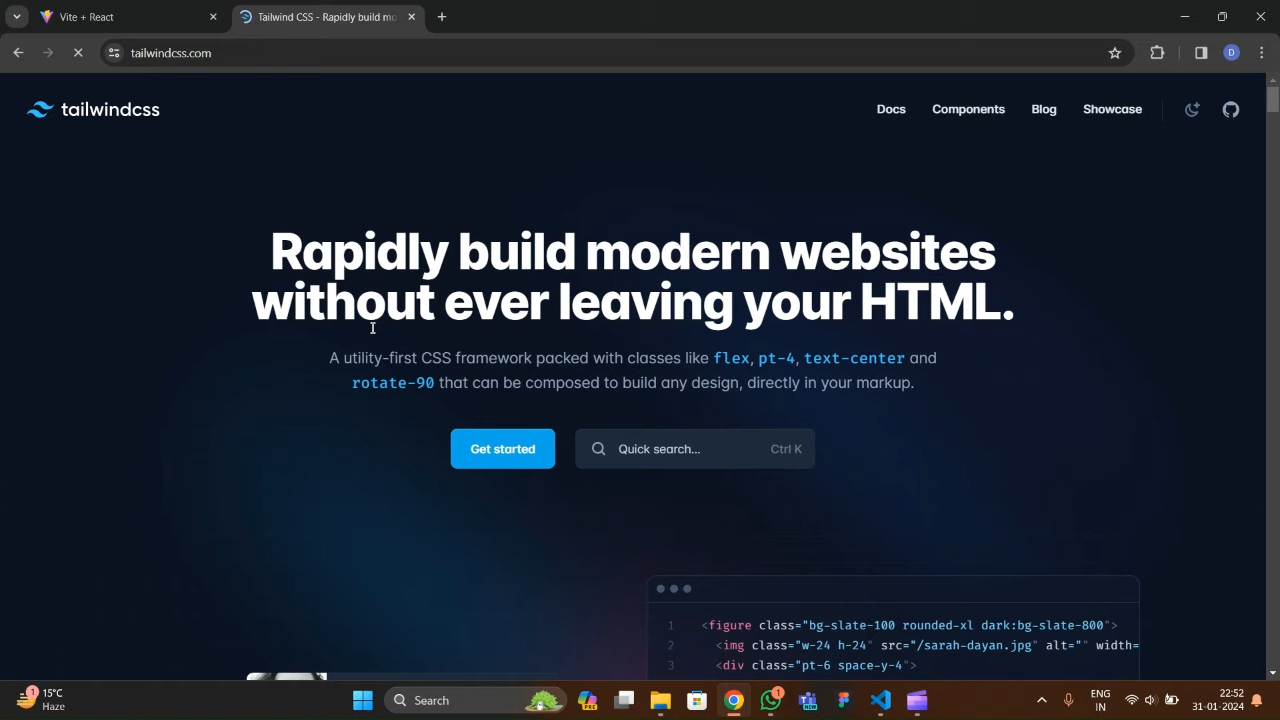 Vite + React
Tailwind CSS - Rapidly build mo
tailwindcss.com
D
tailwindcss
Docs
Components
Blog
Showcase
Rapidly build modern websites
without ever leaving your HTML.
A utility-first CSS framework packed with classes like flex, pt-4, text-center and
rotate-90 that can be composed to build any design, directly in your markup.
Get started
Quick search...
Ctrl K
1 <figure class="bg-slate-100 rounded-xl dark:bg-slate-800">
2 <img class="w-24 h-24" src="/sarah-dayan.jpg" alt="" width=
3 <div class="pt-6 space-y-4">
1
15°C
Haze
Search
PRE
1
NEW
ENG
IN
22:52
31-01-2024